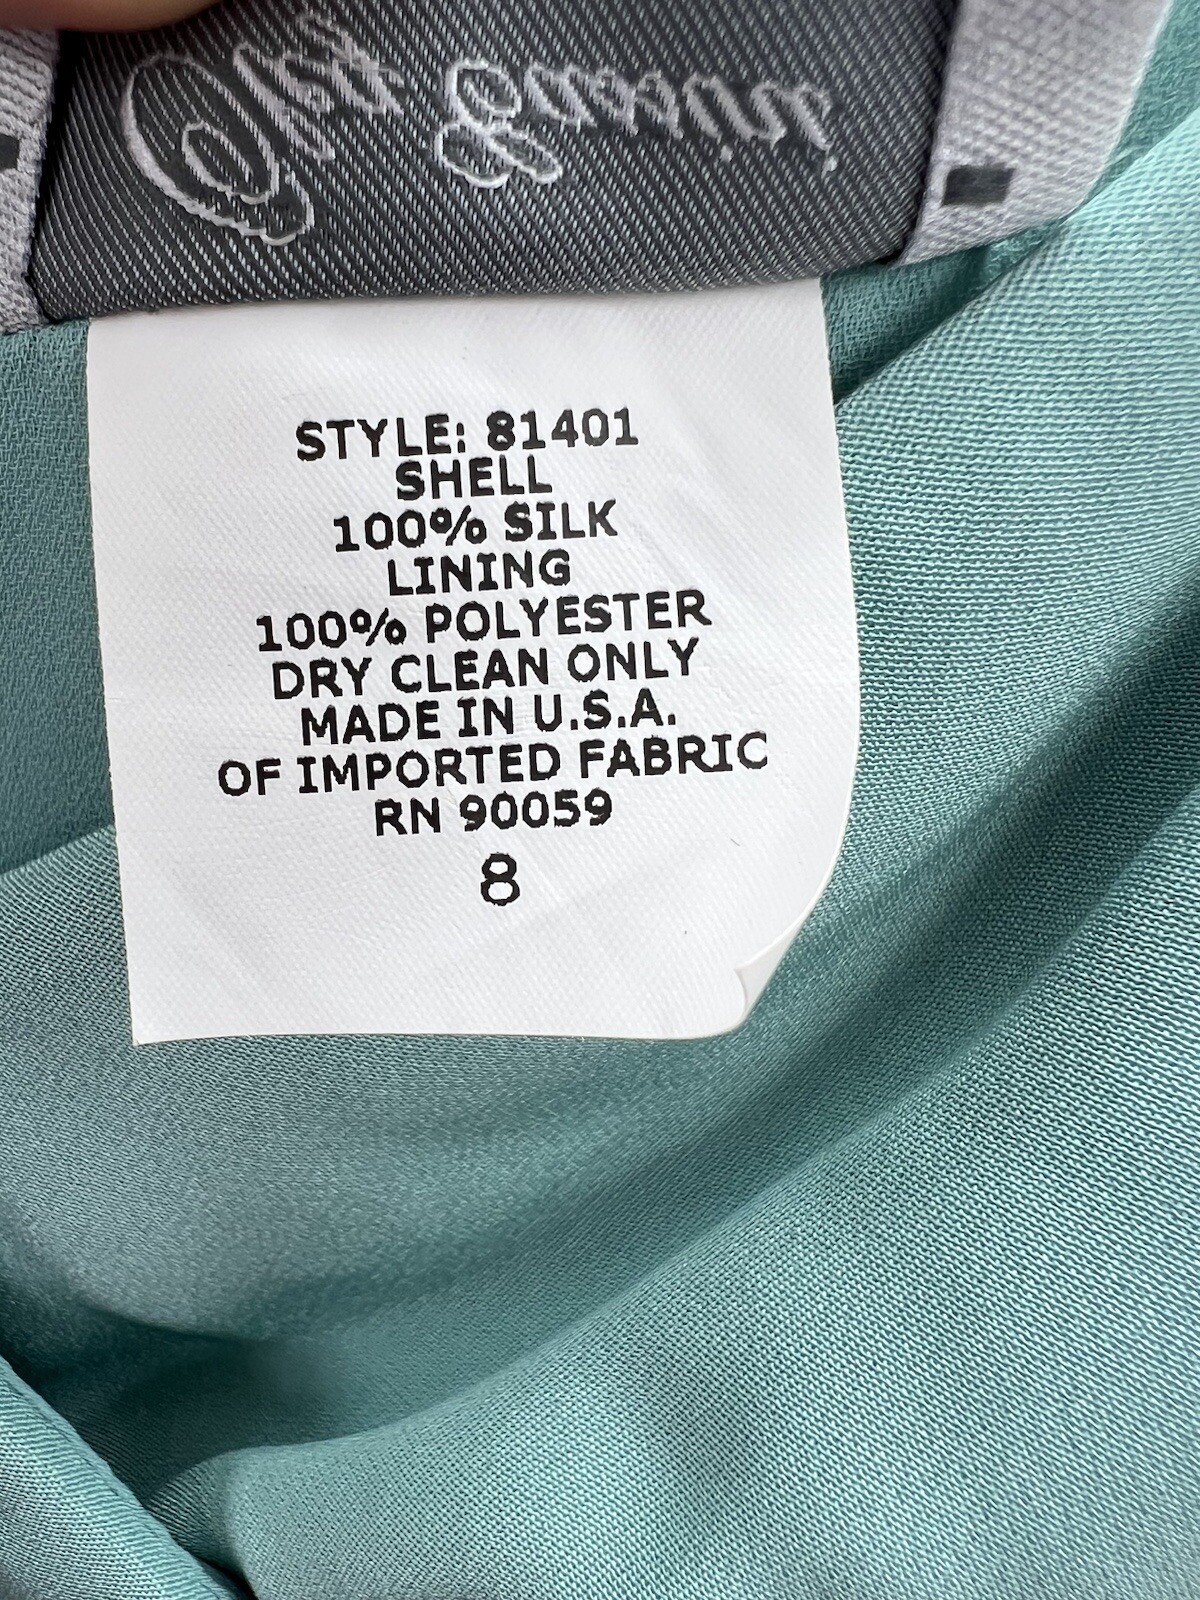 STYLE: 81401
SHELL
100% SILK
LINING
100% POLYESTER
DRY CLEAN ONLY
MADE IN U.S.A.
OF IMPORTED FABRIC
RN 90059
8